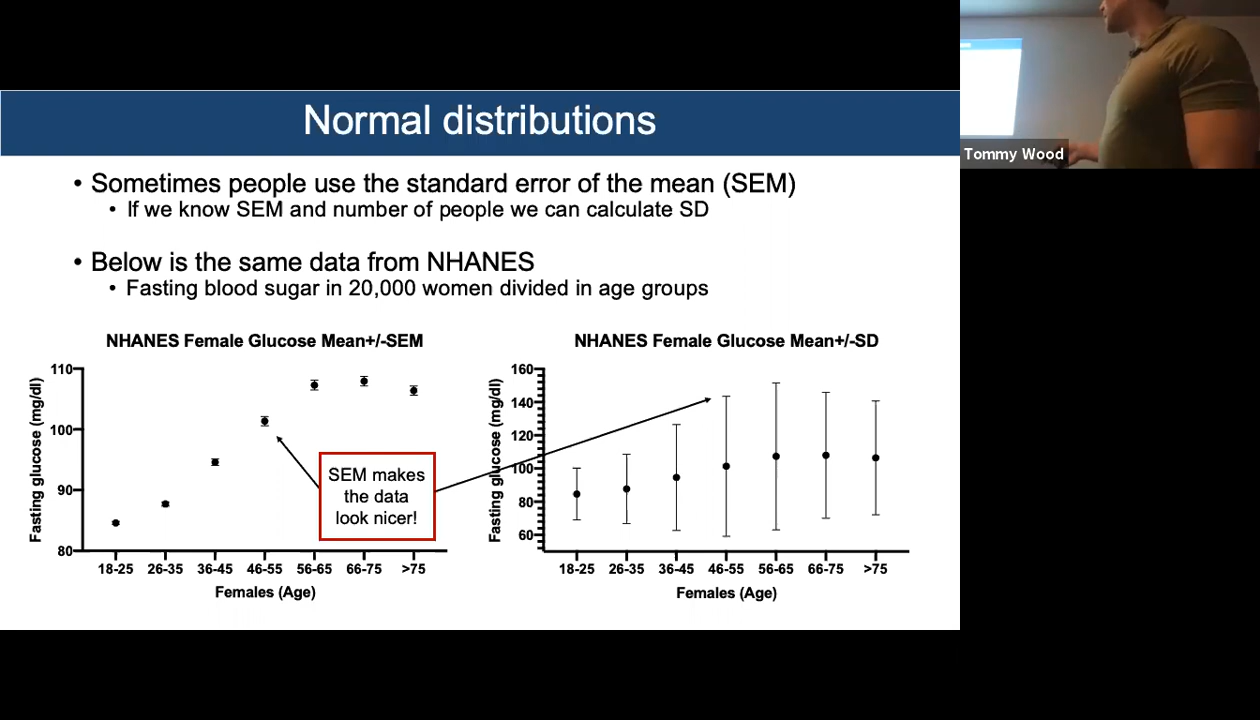 Normal distributions
• Sometimes people use the standard error of the mean (SEM)
• If we know SEM and number of people we can calculate SD
• Below is the same data from NHANES
• Fasting blood sugar in 20,000 women divided in age groups
NHANES Female Glucose Mean+/-SEM
Fasting glucose (mg/dl)
110
100
90
80
18-25 26-35 36-45 46-55 56-65 66-75 >75
Females (Age)
SEM makes
the data
look nicer!
NHANES Female Glucose Mean+/-SD
Fasting glucose (mg/dl)
160
140
120
100
80
60
18-25 26-35 36-45 46-55 56-65 66-75 >75
Females (Age)
Tommy Wood